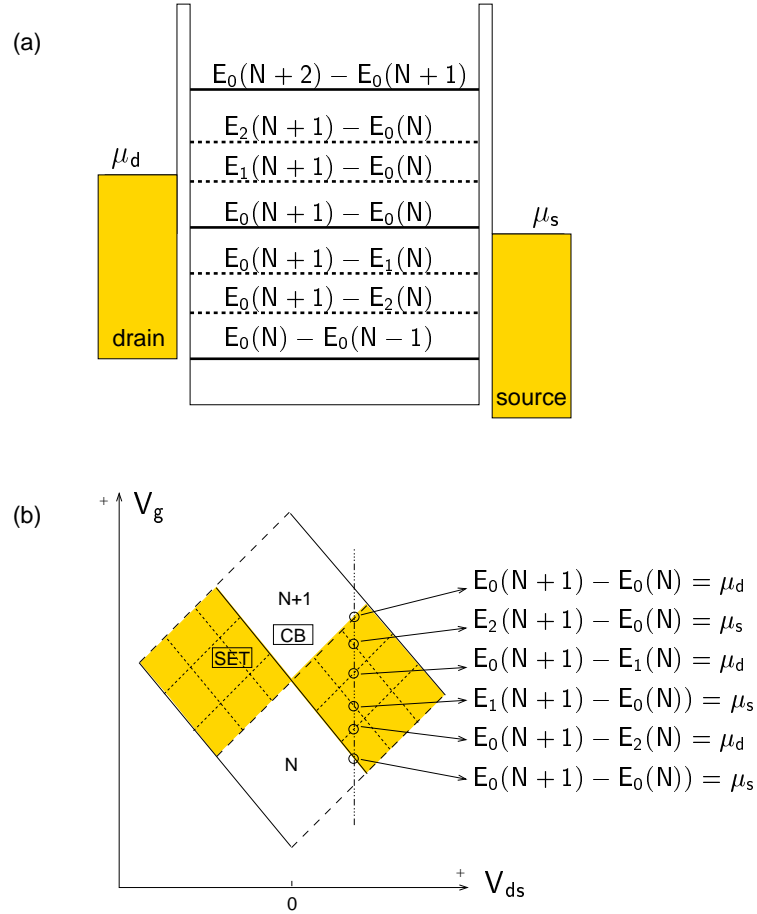 (a)
E₀(N + 2) − E₀(N + 1)
E₂(N + 1) − E₀(N)
μd
E₁(N + 1) − E₀(N)
E₀(N + 1) − E₀(N)
μs
E₀(N + 1) − E₁(N)
E₀(N + 1) − E₂(N)
drain
E₀(N) − E₀(N − 1)
source
(b)
+
Vg
E₀(N + 1) − E₀(N) = μd
N+1
E₂(N + 1) − E₀(N) = μs
CB
SET
E₀(N + 1) − E₁(N) = μd
E₁(N + 1) − E₀(N)) = μs
E₀(N + 1) − E₂(N) = μd
N
E₀(N + 1) − E₀(N)) = μs
+
Vds
0